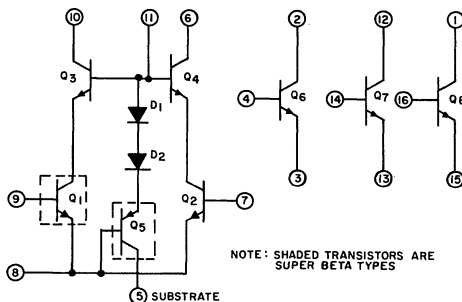 10 11 6 2 12 1
Q3 Q4
D1
4 Q6 14 Q7 16 Q8
D2
9 Q1 Q2 7
Q5
3 13 15
8
NOTE: SHADED TRANSISTORS ARE
SUPER BETA TYPES
5 SUBSTRATE